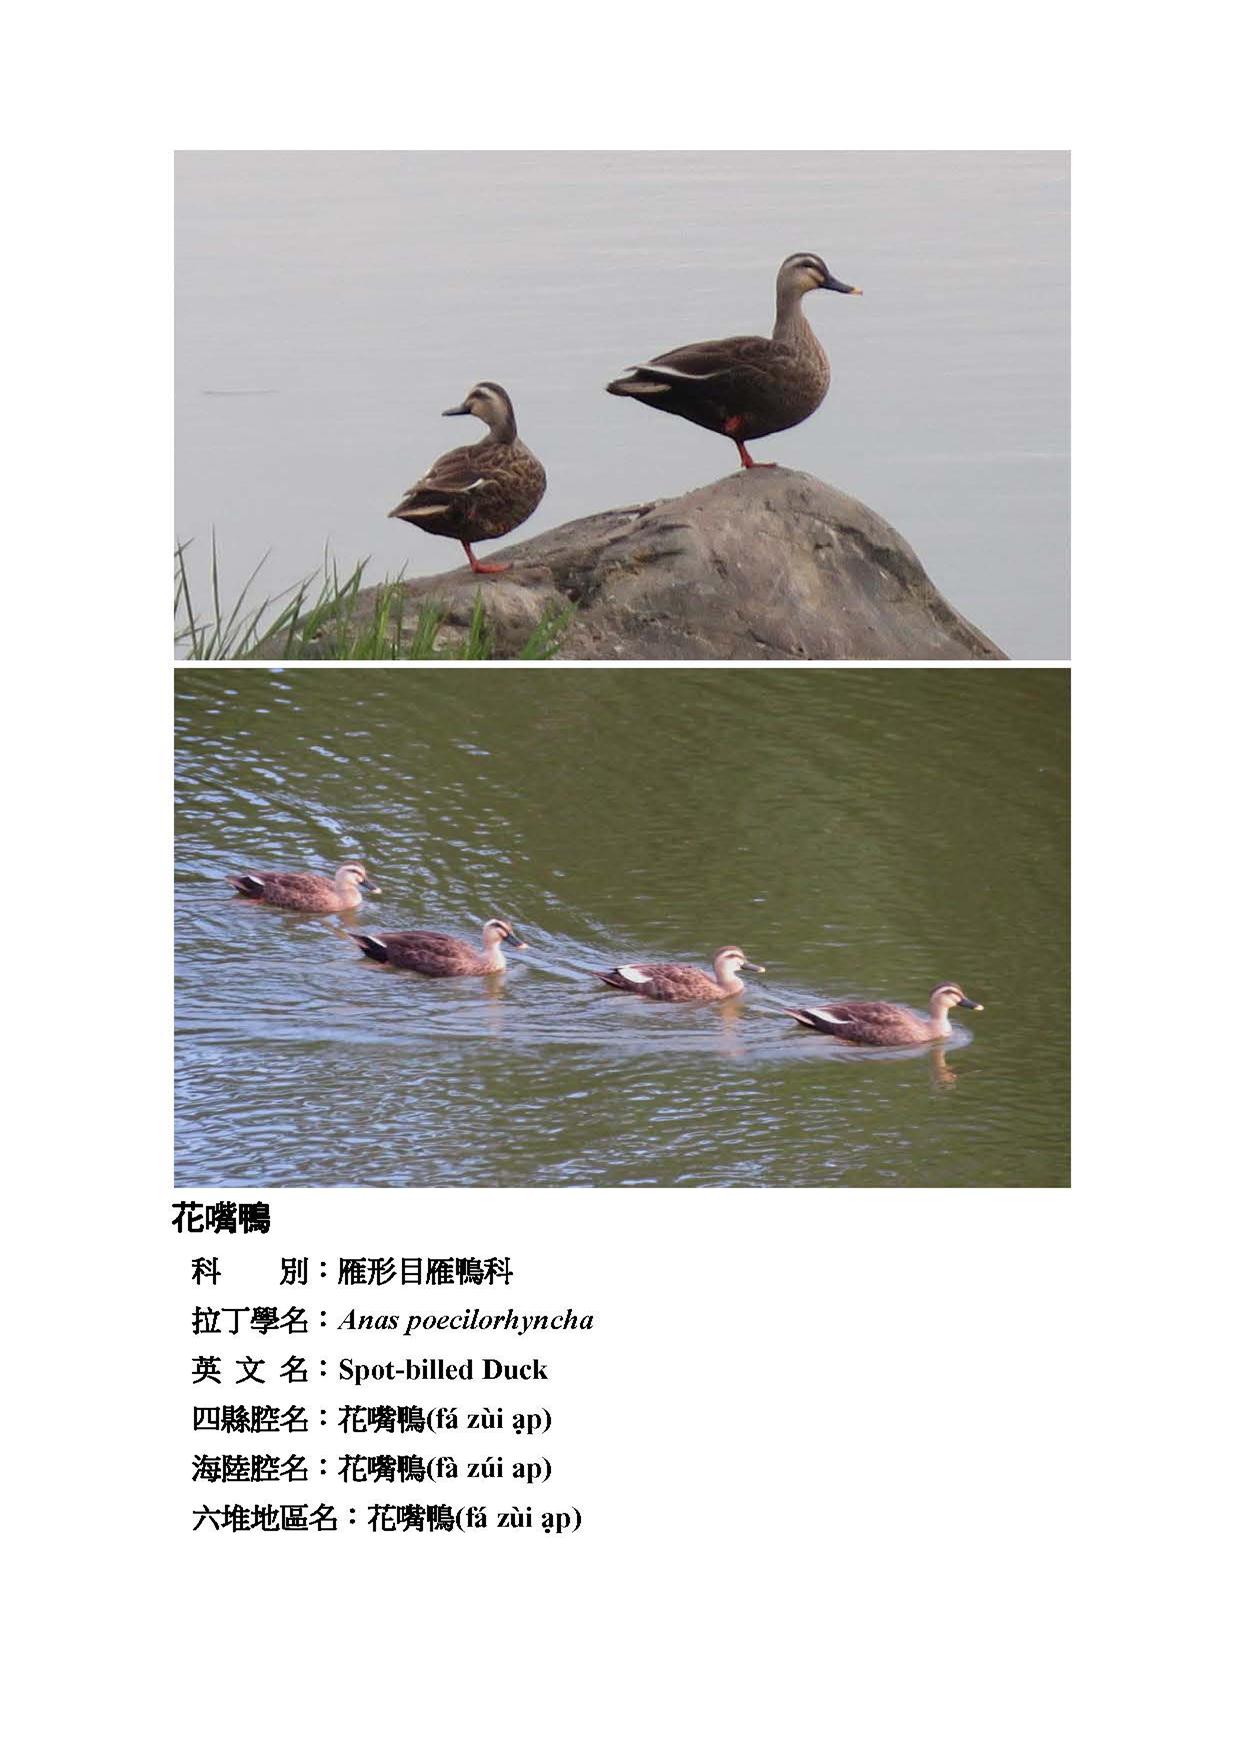 花嘴鴨
科　　別：雁形目雁鴨科
拉丁學名：Anas poecilorhyncha
英 文 名：Spot-billed Duck
四縣腔名：花嘴鴨(fá zùi ạp)
海陸腔名：花嘴鴨(fà zúi ap)
六堆地區名：花嘴鴨(fá zùi ạp)